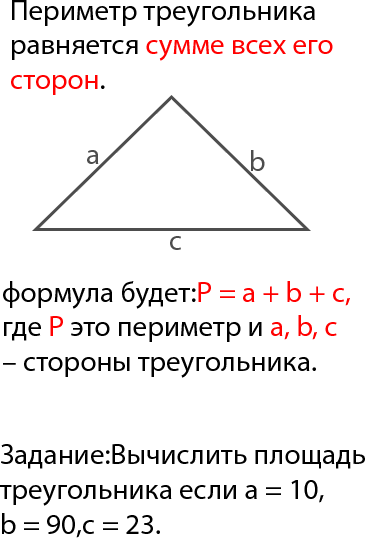 Периметр треугольника
равняется сумме всех его
сторон.
a
b
c
формула будет:P = a + b + c,
где P это периметр и a, b, c
– стороны треугольника.
Задание:Вычислить площадь
треугольника если a = 10,
b = 90,c = 23.